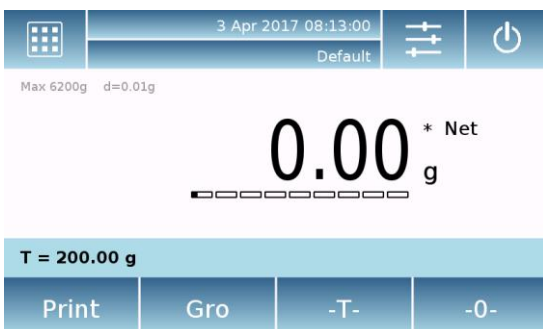 3 Apr 2017 08:13:00
Default
Max 6200g d=0.01g
0.00 g * Net
T = 200.00 g
Print Gro -T- -0-